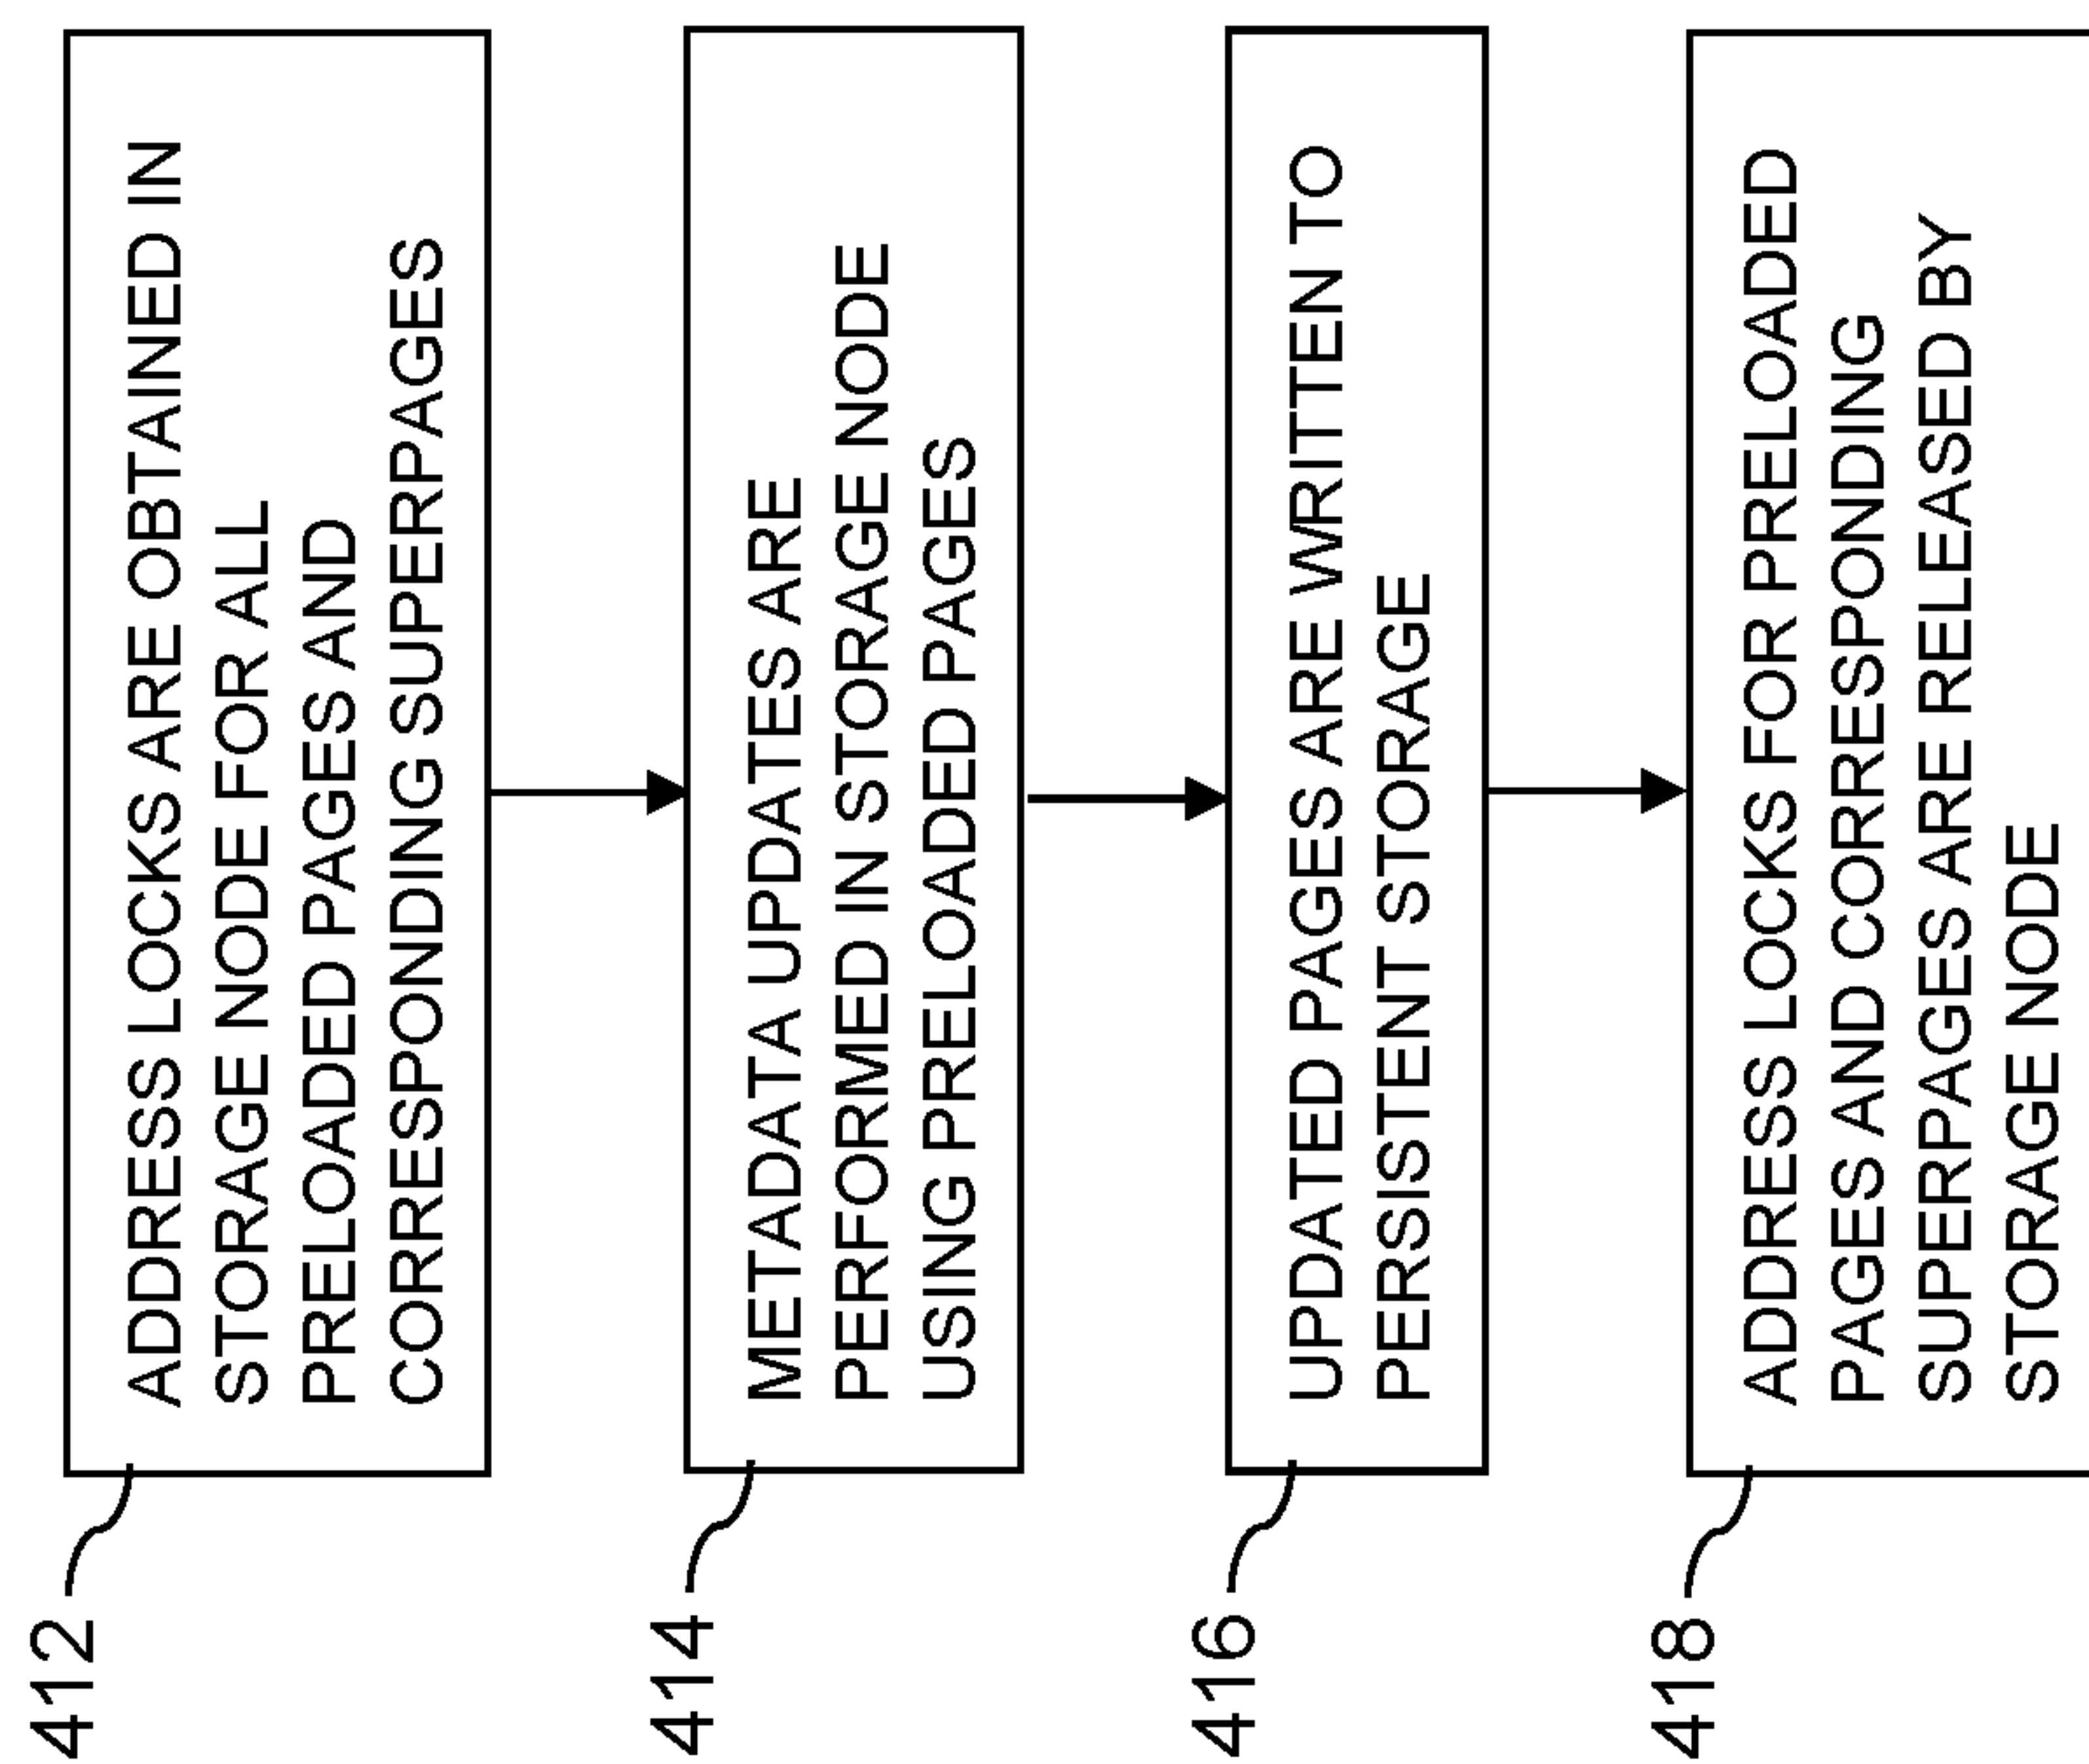 412
ADDRESS LOCKS ARE OBTAINED IN
STORAGE NODE FOR ALL
PRELOADED PAGES AND
CORRESPONDING SUPERPAGES
414
METADATA UPDATES ARE
PERFORMED IN STORAGE NODE
USING PRELOADED PAGES
416
UPDATED PAGES ARE WRITTEN TO
PERSISTENT STORAGE
418
ADDRESS LOCKS FOR PRELOADED
PAGES AND CORRESPONDING
SUPERPAGES ARE RELEASED BY
STORAGE NODE